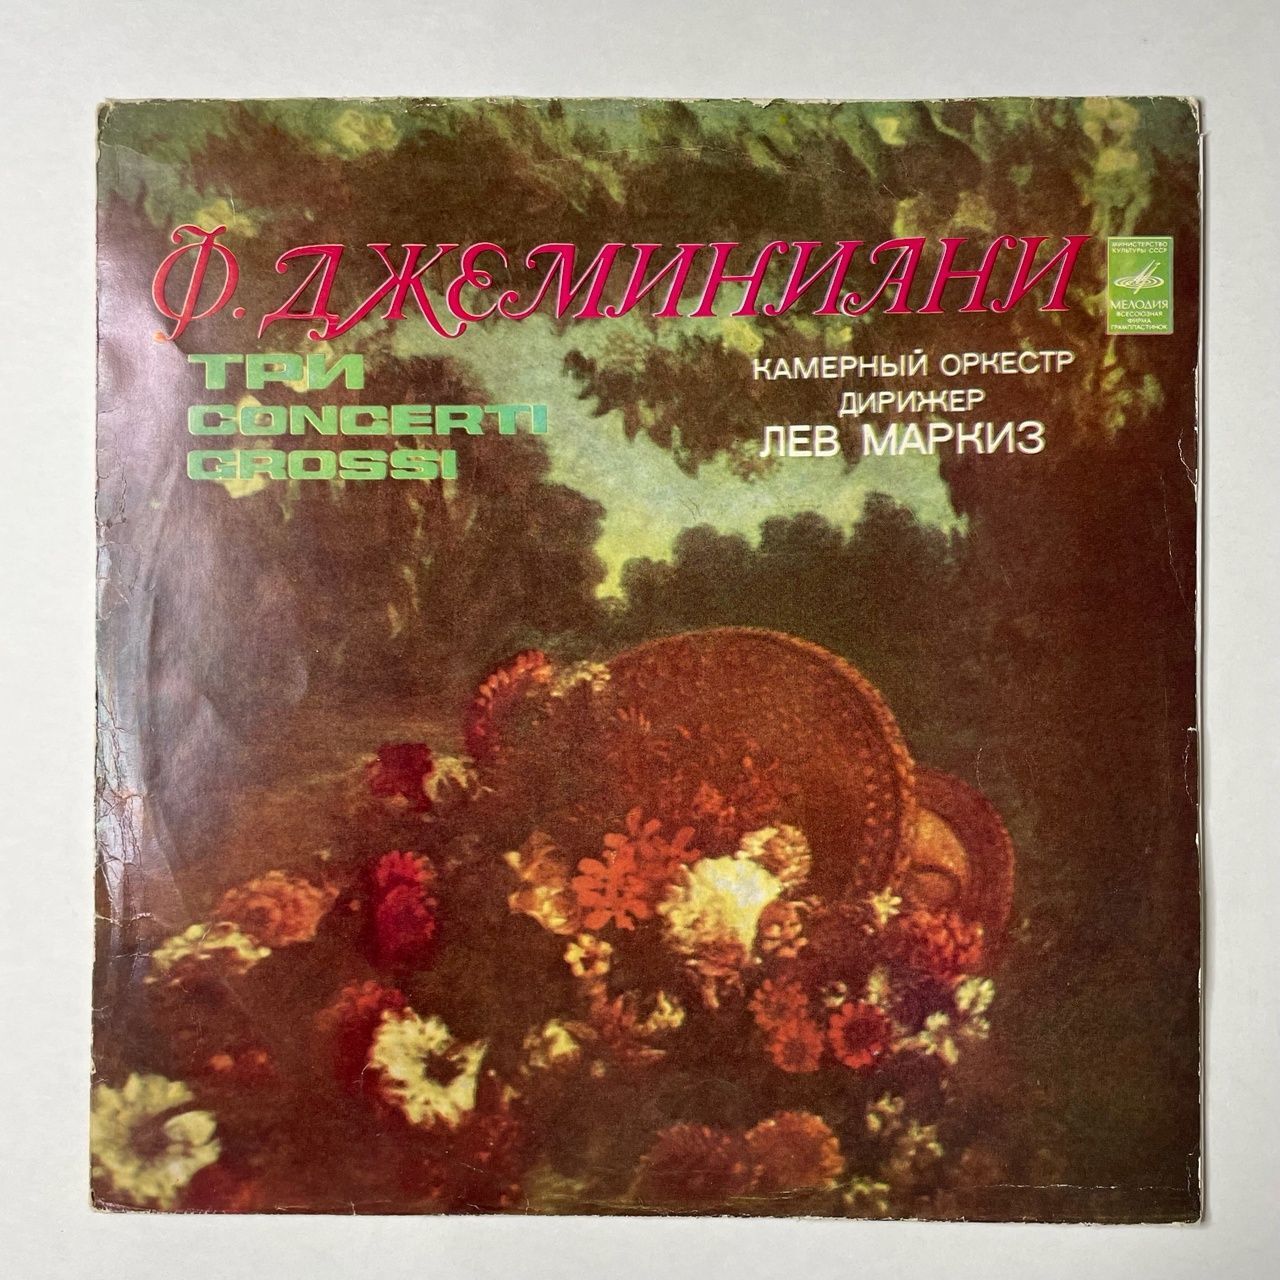 Ф. ДЖЕМИНИАНИ
ТРИ
CONCERTI
GROSSI
КАМЕРНЫЙ ОРКЕСТР
ДИРИЖЕР
ЛЕВ МАРКИЗ
МИНИСТЕРСТВО
КУЛЬТУРЫ СССР
МЕЛОДИЯ
ВСЕСОЮЗНАЯ
ФИРМА
ГРАМПЛАСТИНОК